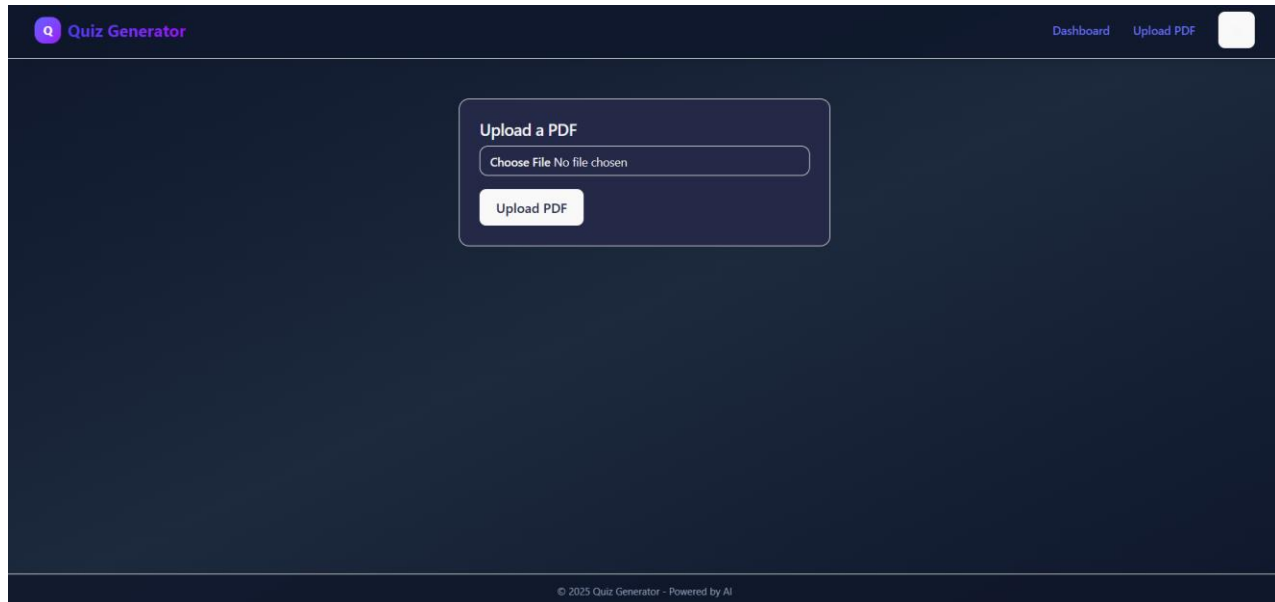 Q Quiz Generator
Dashboard Upload PDF
Upload a PDF
Choose File No file chosen
Upload PDF
© 2025 Quiz Generator - Powered by AI